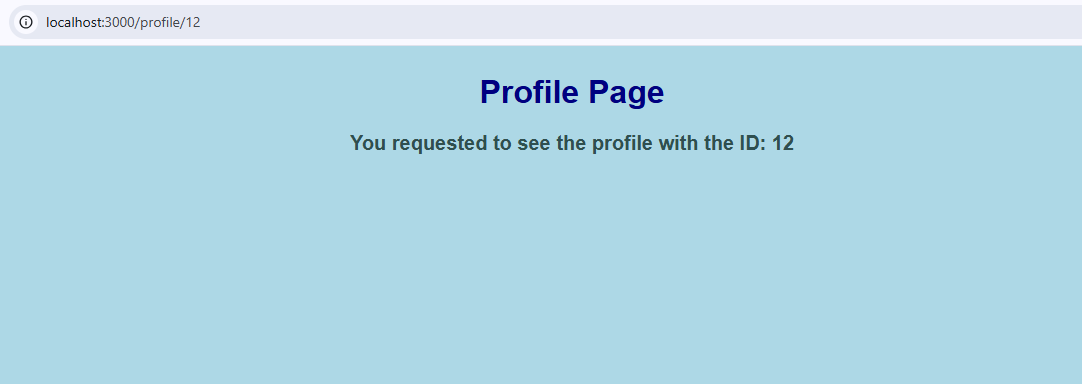 localhost:3000/profile/12
Profile Page
You requested to see the profile with the ID: 12